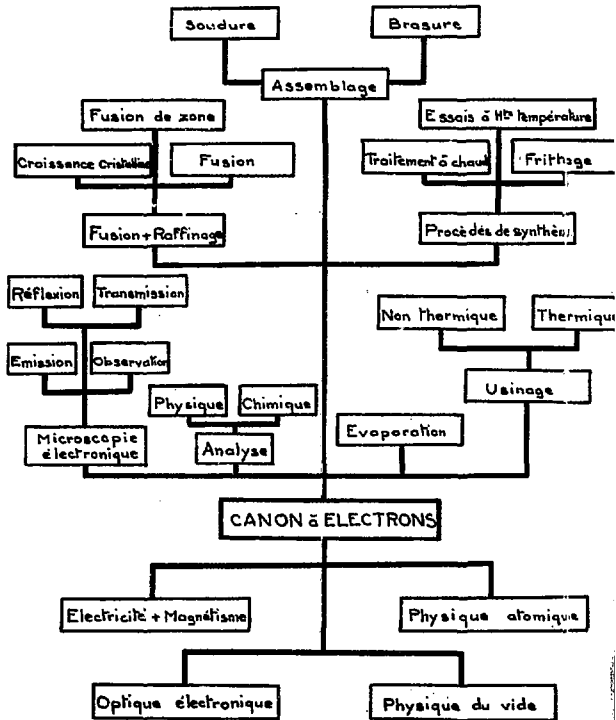 Soudure
Brasure
Assemblage
Fusion de zone
Essais à Hte température
Croissance Cristalline
Fusion
Traitement à chaud
Frittage
Fusion + Raffinage
Procédés de
Réflexion
Transmission
Non thermique
Thermique
Emission
Observation
Physique
Chimique
Usinage
Microscopie
électronique
Analyse
Evaporation
CANON à ELECTRONS
Electricité + Magnétisme
Physique atomique
Optique électronique
Physique du vide